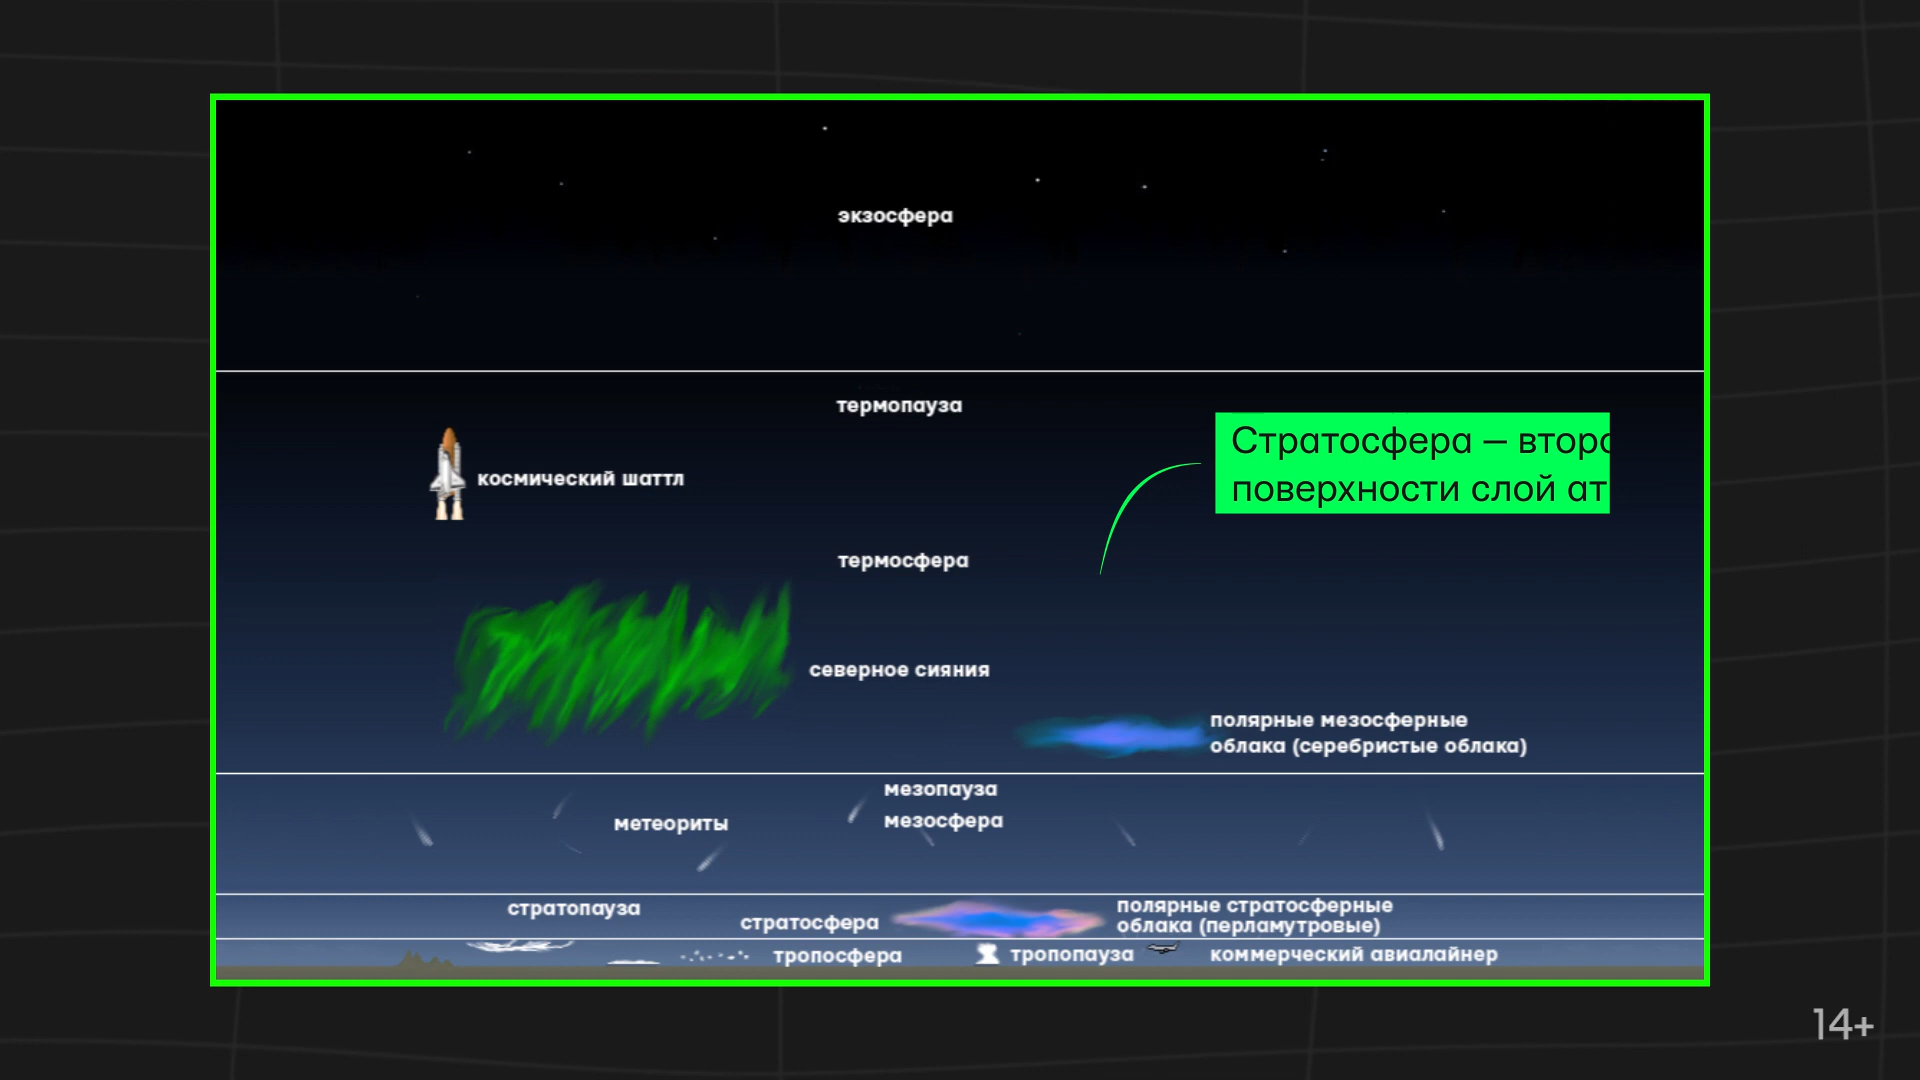 экзосфера
термопауза
Стратосфера — втор
поверхности слой ат
космический шаттл
термосфера
северное сияния
полярные мезосферные
облака (серебристые облака)
мезопауза
метеориты
мезосфера
стратопауза
стратосфера
полярные стратосферные
облака (перламутровые)
тропосфера
тропопауза
коммерческий авиалайнер
14+